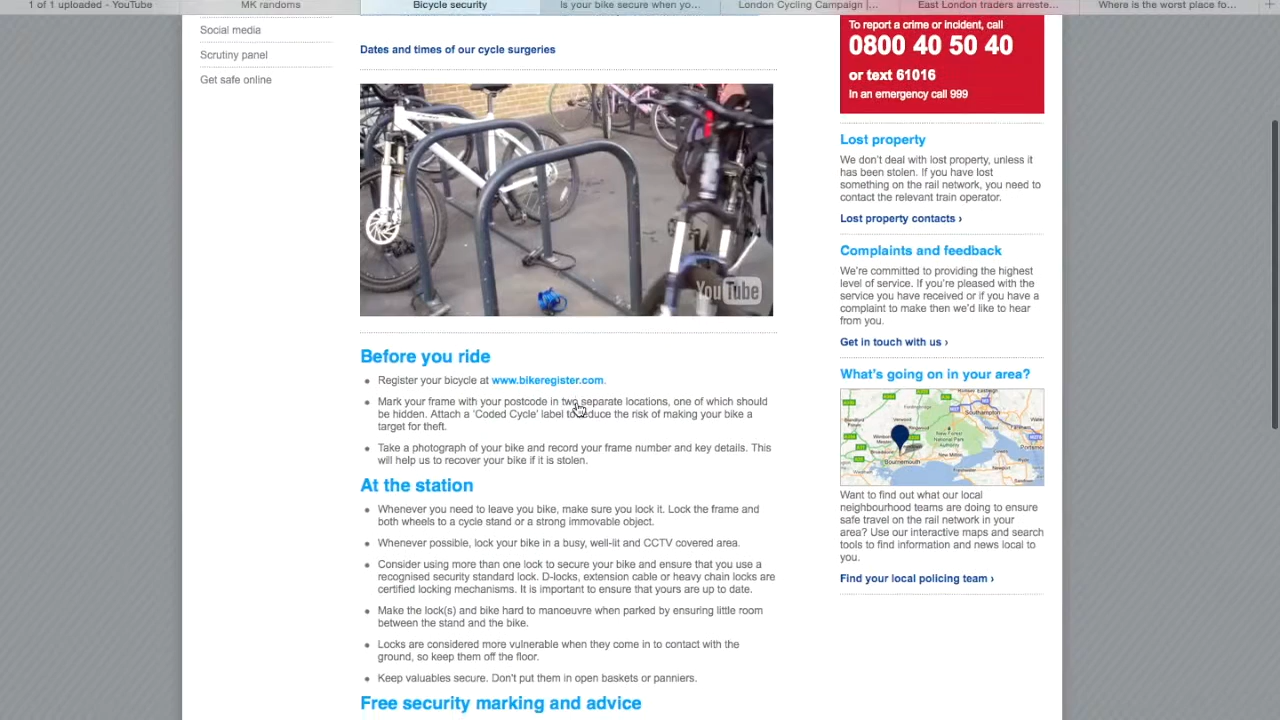 1 of 1 uploaded - YouTube
MK randoms
Bicycle security
Is your bike secure when yo...
London Cycling Campaign |...
East London traders arreste...
Where is the worst place fo...
Social media
Scrutiny panel
Get safe online
Dates and times of our cycle surgeries
YouTube
Before you ride
Register your bicycle at www.bikeregister.com.
Mark your frame with your postcode in two separate locations, one of which should
be hidden. Attach a 'Coded Cycle' label to reduce the risk of making your bike a
target for theft.
Take a photograph of your bike and record your frame number and key details. This
will help us to recover your bike if it is stolen.
At the station
Whenever you need to leave you bike, make sure you lock it. Lock the frame and
both wheels to a cycle stand or a strong immovable object.
Whenever possible, lock your bike in a busy, well-lit and CCTV covered area.
Consider using more than one lock to secure your bike and ensure that you use a
recognised security standard lock. D-locks, extension cable or heavy chain locks are
certified locking mechanisms. It is important to ensure that yours are up to date.
Make the lock(s) and bike hard to manoeuvre when parked by ensuring little room
between the stand and the bike.
Locks are considered more vulnerable when they come in to contact with the
ground, so keep them off the floor.
Keep valuables secure. Don't put them in open baskets or panniers.
Free security marking and advice
To report a crime or incident, call
0800 40 50 40
or text 61016
In an emergency call 999
Lost property
We don't deal with lost property, unless it
has been stolen. If you have lost
something on the rail network, you need to
contact the relevant train operator.
Lost property contacts ›
Complaints and feedback
We're committed to providing the highest
level of service. If you're pleased with the
service you have received or if you have a
complaint to make then we'd like to hear
from you.
Get in touch with us ›
What's going on in your area?
Southampton
New Forest
National Park
Bournemouth
Want to find out what our local
neighbourhood teams are doing to ensure
safe travel on the rail network in your
area? Use our interactive maps and search
tools to find information and news local to
you.
Find your local policing team ›